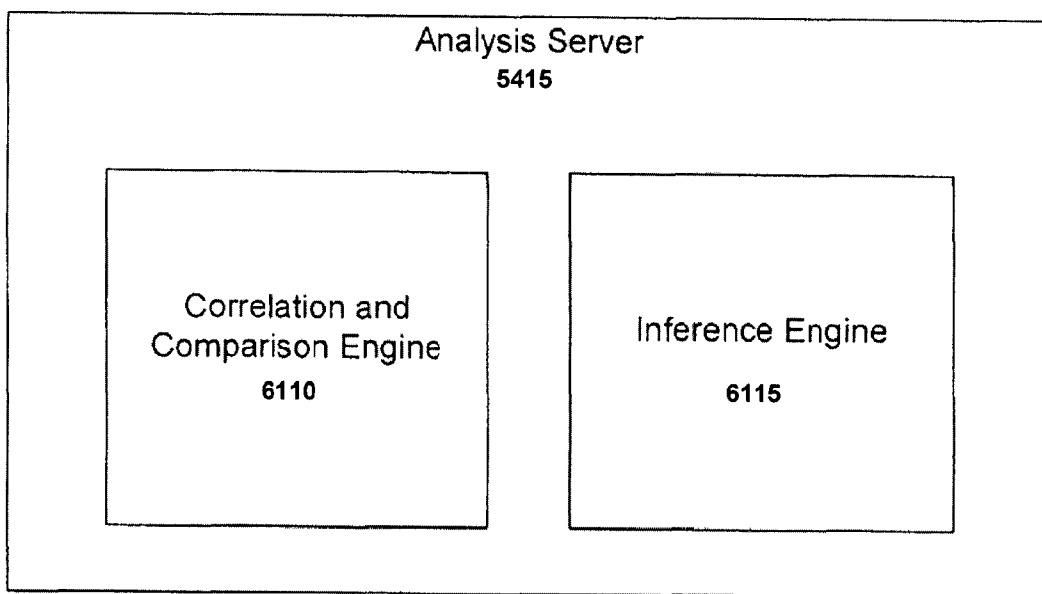 Analysis Server
5415
Correlation and
Comparison Engine
6110
Inference Engine
6115